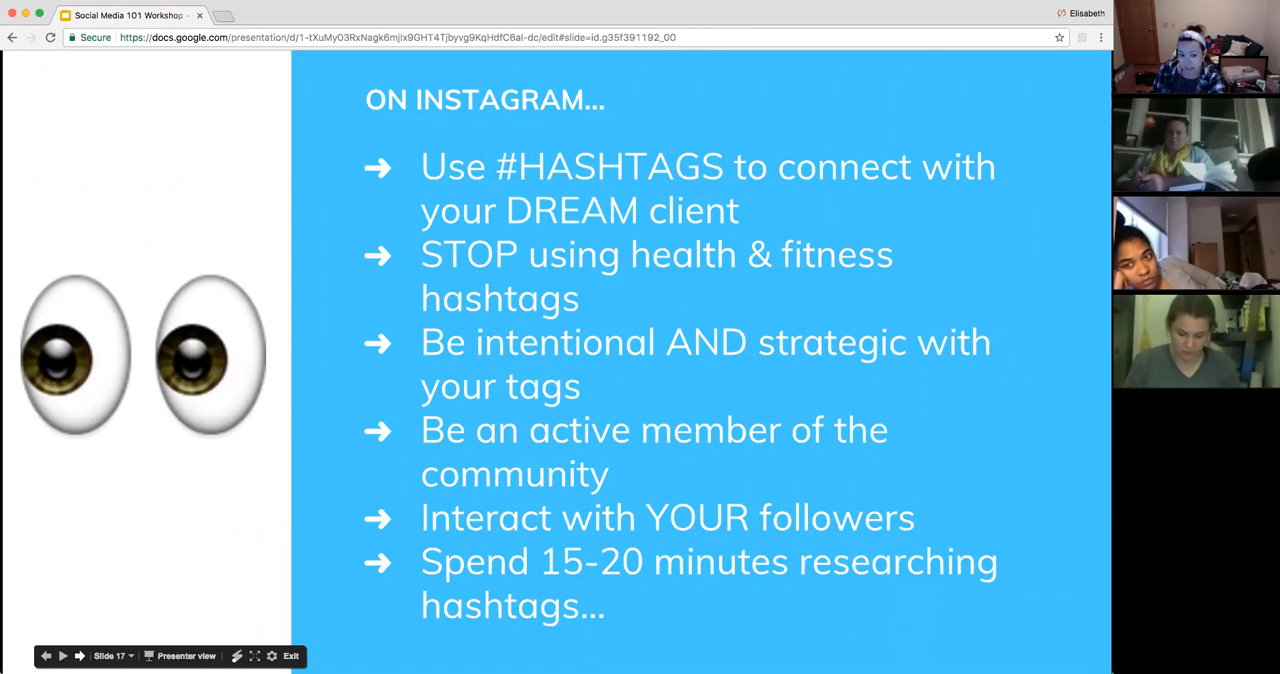 Social Media 101 Workshop -
Elisabeth
Secure
https://docs.google.com/presentation/d/1-tXuMy03RxNagk6mjlx9GHT4Tjbyvg9KqHdfC6aI-dc/edit#slide=id.g35f391192_00
ON INSTAGRAM...
➜ Use #HASHTAGS to connect with
your DREAM client
➜ STOP using health & fitness
hashtags
➜ Be intentional AND strategic with
your tags
➜ Be an active member of the
community
➜ Interact with YOUR followers
➜ Spend 15-20 minutes researching
hashtags...
Slide 17
Presenter view
Exit